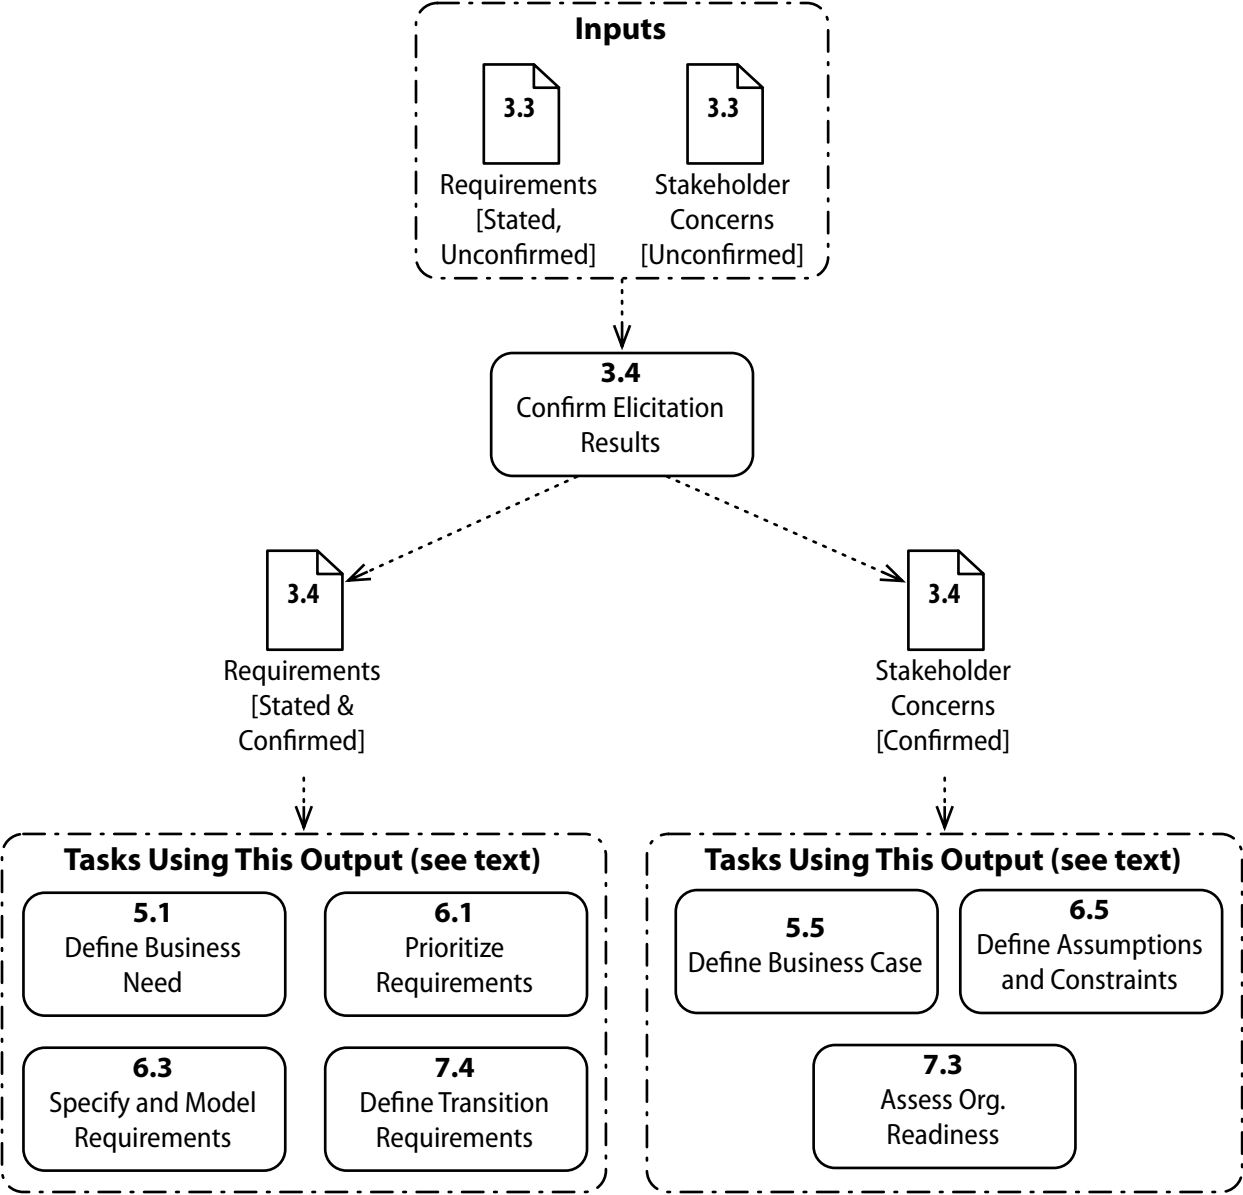 Inputs
3.3
3.3
Requirements
[Stated,
Unconfirmed]
Stakeholder
Concerns
[Unconfirmed]
3.4
Confirm Elicitation
Results
3.4
3.4
Requirements
[Stated &
Confirmed]
Stakeholder
Concerns
[Confirmed]
Tasks Using This Output (see text)
5.1
Define Business
Need
6.1
Prioritize
Requirements
6.3
Specify and Model
Requirements
7.4
Define Transition
Requirements
Tasks Using This Output (see text)
5.5
Define Business Case
6.5
Define Assumptions
and Constraints
7.3
Assess Org.
Readiness